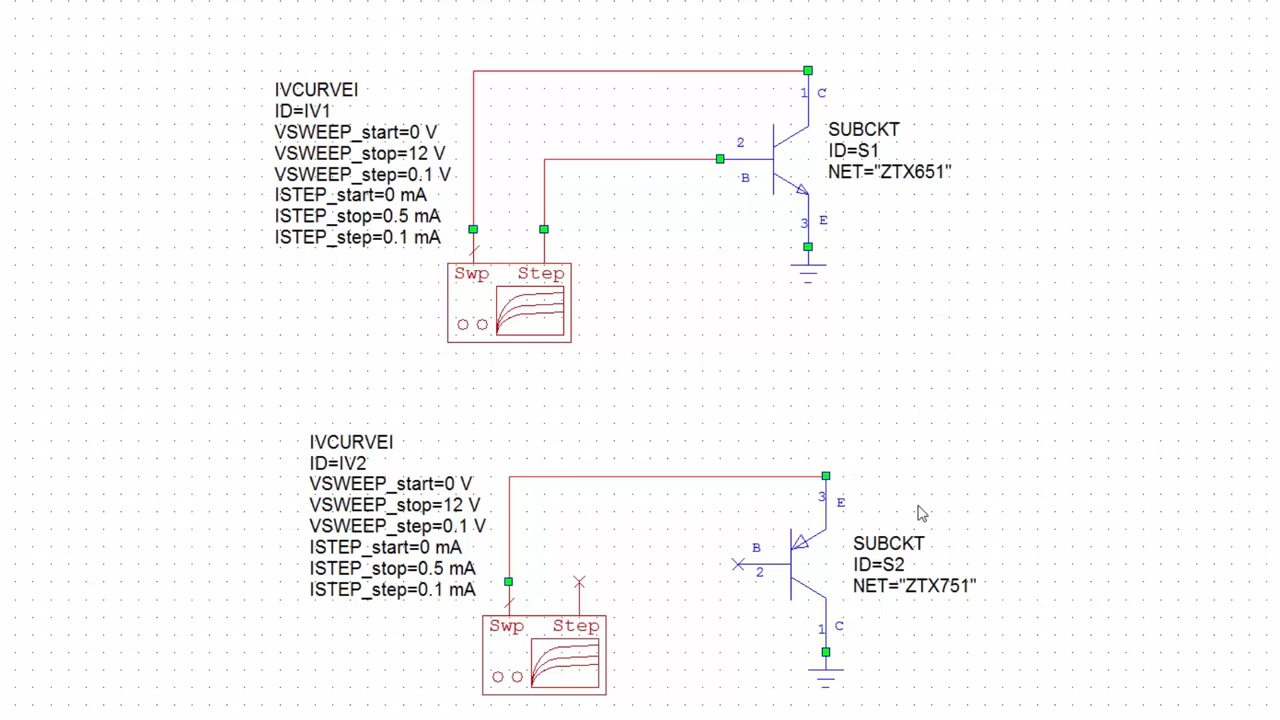 IVCURVEI
ID=IV1
VSWEEP_start=0 V
VSWEEP_stop=12 V
VSWEEP_step=0.1 V
ISTEP_start=0 mA
ISTEP_stop=0.5 mA
ISTEP_step=0.1 mA
Swp Step
1 C
2
B
3 E
SUBCKT
ID=S1
NET="ZTX651"
IVCURVEI
ID=IV2
VSWEEP_start=0 V
VSWEEP_stop=12 V
VSWEEP_step=0.1 V
ISTEP_start=0 mA
ISTEP_stop=0.5 mA
ISTEP_step=0.1 mA
Swp Step
3 E
B
2
1 C
SUBCKT
ID=S2
NET="ZTX751"